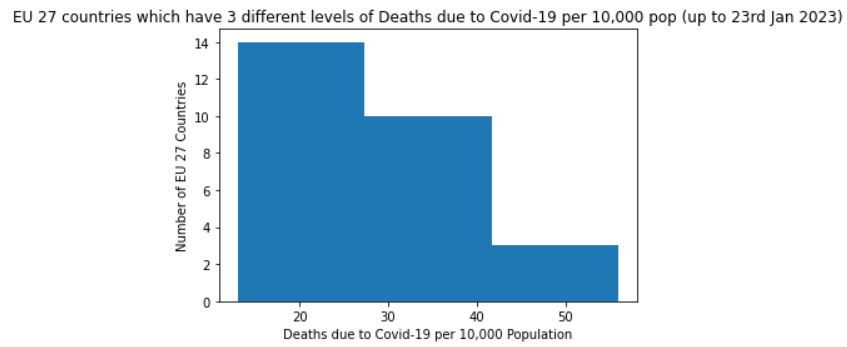 EU 27 countries which have 3 different levels of Deaths due to Covid-19 per 10,000 pop (up to 23rd Jan 2023)
14
12
10
8
6
4
2
0
Number of EU 27 Countries
20 30 40 50
Deaths due to Covid-19 per 10,000 Population